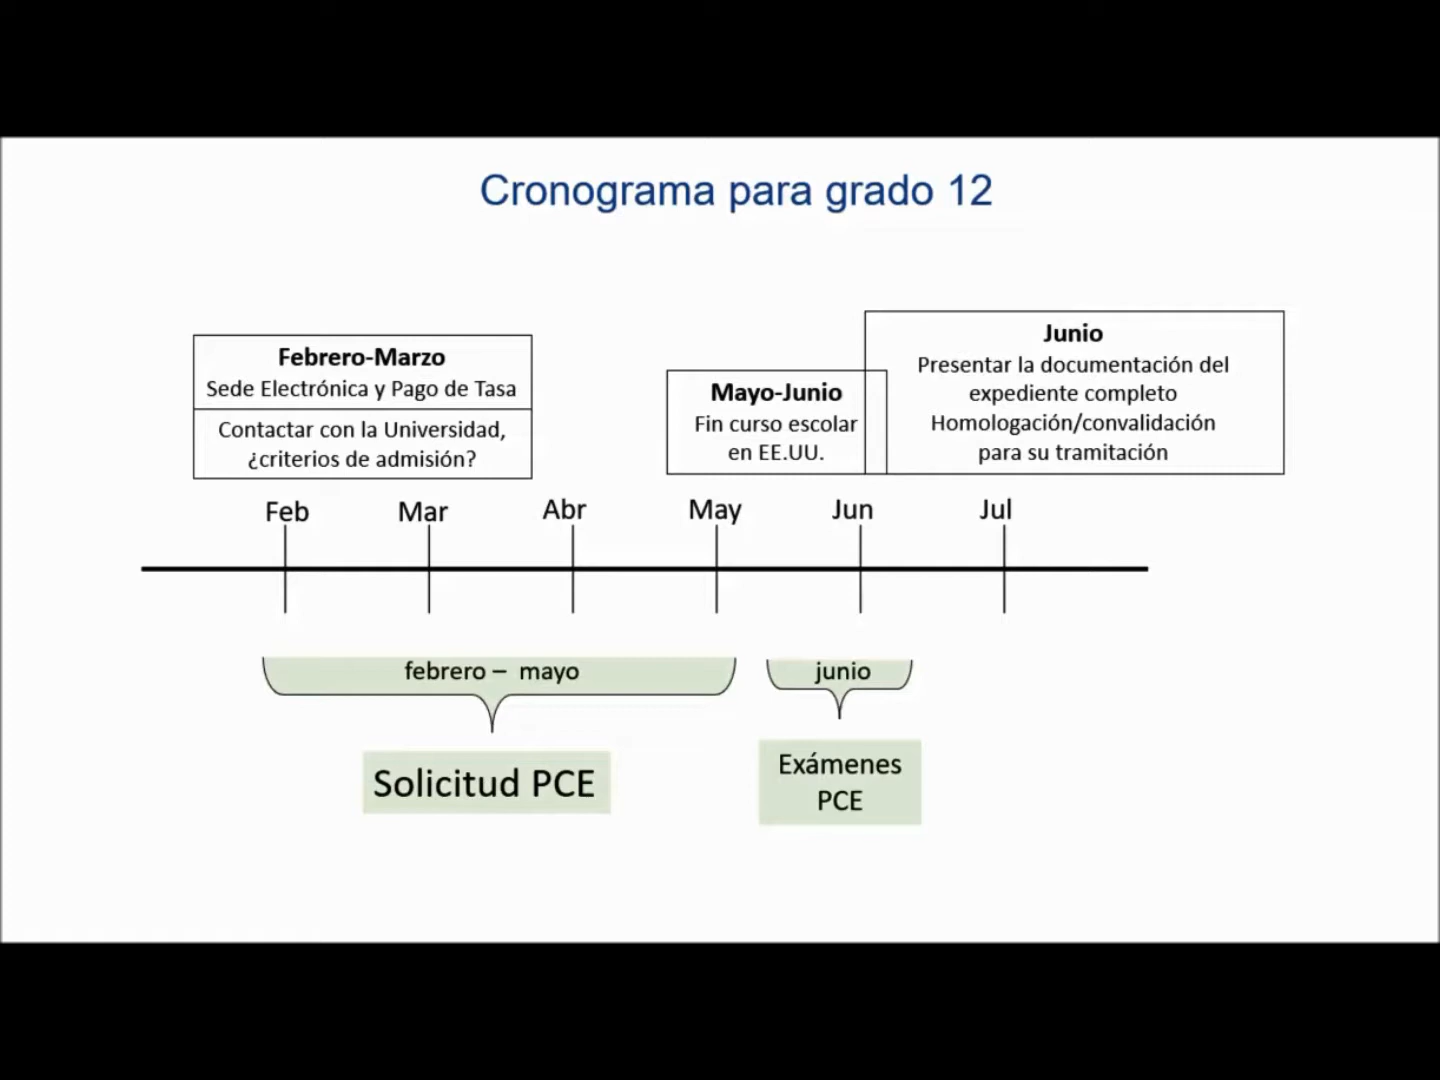 Cronograma para grado 12
Febrero-Marzo
Sede Electrónica y Pago de Tasa
Contactar con la Universidad,
¿criterios de admisión?
Mayo-Junio
Fin curso escolar
en EE.UU.
Junio
Presentar la documentación del
expediente completo
Homologación/convalidación
para su tramitación
Feb
Mar
Abr
May
Jun
Jul
febrero – mayo
junio
Solicitud PCE
Exámenes
PCE